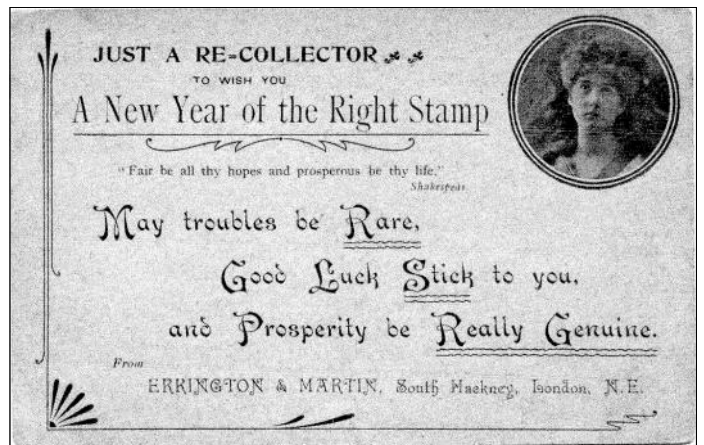 JUST A RE-COLLECTOR
TO WISH YOU
A New Year of the Right Stamp
"Fair be all thy hopes and prosperous be thy life."
Shakespear
May troubles be Rare,
Good Luck Stick to you,
and Prosperity be Really Genuine.
From
ERRINGTON & MARTIN, South Hackney, London, N.E.